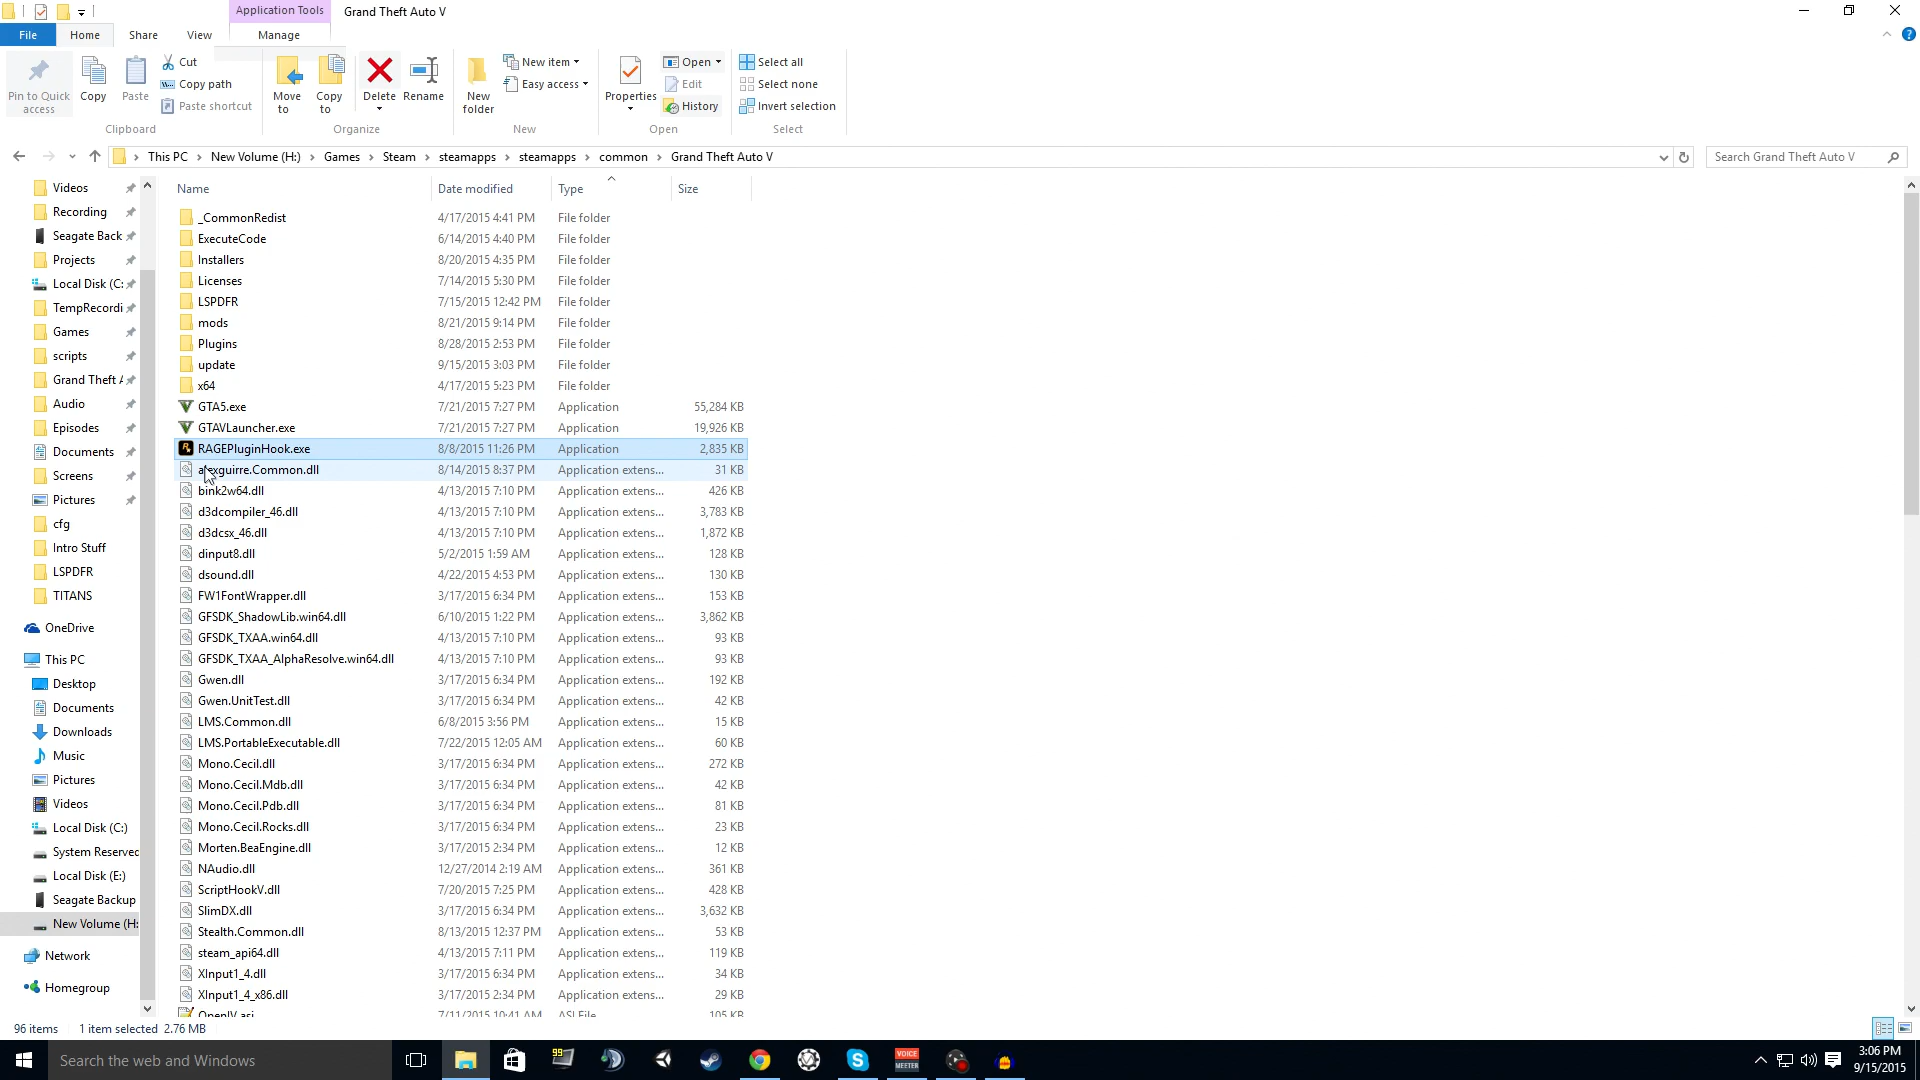 Application Tools
Grand Theft Auto V
File
Home
Share
View
Manage
Pin to Quick access
Copy
Paste
Cut
Copy path
Paste shortcut
Move to
Copy to
Delete
Rename
New folder
New item
Easy access
Properties
Open
Edit
History
Select all
Select none
Invert selection
Clipboard
Organize
New
Open
Select
This PC > New Volume (H:) > Games > Steam > steamapps > steamapps > common > Grand Theft Auto V
Search Grand Theft Auto V
Videos
Recording
Seagate Back
Projects
Local Disk (C:
TempRecordi
Games
scripts
Grand Theft A
Audio
Episodes
Documents
Screens
Pictures
cfg
Intro Stuff
LSPDFR
TITANS
OneDrive
This PC
Desktop
Documents
Downloads
Music
Pictures
Videos
Local Disk (C:)
System Reserved
Local Disk (E:)
Seagate Backup
New Volume (H:
Network
Homegroup
Name Date modified Type Size
_CommonRedist 4/17/2015 4:41 PM File folder
ExecuteCode 6/14/2015 4:40 PM File folder
Installers 8/20/2015 4:35 PM File folder
Licenses 7/14/2015 5:30 PM File folder
LSPDFR 7/15/2015 12:42 PM File folder
mods 8/21/2015 9:14 PM File folder
Plugins 8/28/2015 2:53 PM File folder
update 9/15/2015 3:03 PM File folder
x64 4/17/2015 5:23 PM File folder
GTA5.exe 7/21/2015 7:27 PM Application 55,284 KB
GTAVLauncher.exe 7/21/2015 7:27 PM Application 19,926 KB
RAGEPluginHook.exe 8/8/2015 11:26 PM Application 2,835 KB
8/14/2015 8:37 PM Application extens... 31 KB
bink2w64.dll 4/13/2015 7:10 PM Application extens... 426 KB
d3dcompiler_46.dll 4/13/2015 7:10 PM Application extens... 3,783 KB
d3dcsx_46.dll 4/13/2015 7:10 PM Application extens... 1,872 KB
dinput8.dll 5/2/2015 1:59 AM Application extens... 128 KB
dsound.dll 4/22/2015 4:53 PM Application extens... 130 KB
FW1FontWrapper.dll 3/17/2015 6:34 PM Application extens... 153 KB
GFSDK_ShadowLib.win64.dll 6/10/2015 1:22 PM Application extens... 3,862 KB
GFSDK_TXAA.win64.dll 4/13/2015 7:10 PM Application extens... 93 KB
GFSDK_TXAA_AlphaResolve.win64.dll 4/13/2015 7:10 PM Application extens... 93 KB
Gwen.dll 3/17/2015 6:34 PM Application extens... 192 KB
Gwen.UnitTest.dll 3/17/2015 6:34 PM Application extens... 42 KB
LMS.Common.dll 6/8/2015 3:56 PM Application extens... 15 KB
LMS.PortableExecutable.dll 7/22/2015 12:05 AM Application extens... 60 KB
Mono.Cecil.dll 3/17/2015 6:34 PM Application extens... 272 KB
Mono.Cecil.Mdb.dll 3/17/2015 6:34 PM Application extens... 42 KB
Mono.Cecil.Pdb.dll 3/17/2015 6:34 PM Application extens... 81 KB
Mono.Cecil.Rocks.dll 3/17/2015 6:34 PM Application extens... 23 KB
Morten.BeaEngine.dll 3/17/2015 2:34 PM Application extens... 12 KB
NAudio.dll 12/27/2014 2:19 AM Application extens... 361 KB
ScriptHookV.dll 7/20/2015 7:25 PM Application extens... 428 KB
SlimDX.dll 3/17/2015 6:34 PM Application extens... 3,632 KB
Stealth.Common.dll 8/13/2015 12:37 PM Application extens... 53 KB
steam_api64.dll 4/13/2015 7:11 PM Application extens... 119 KB
XInput1_4.dll 3/17/2015 6:34 PM Application extens... 34 KB
XInput1_4_x86.dll 3/17/2015 2:34 PM Application extens... 29 KB
OpenIV.asi 7/11/2015 10:41 AM ASI File 105 KB
96 items 1 item selected 2.76 MB
Search the web and Windows
99
VOICE MEETER
3:06 PM
9/15/2015